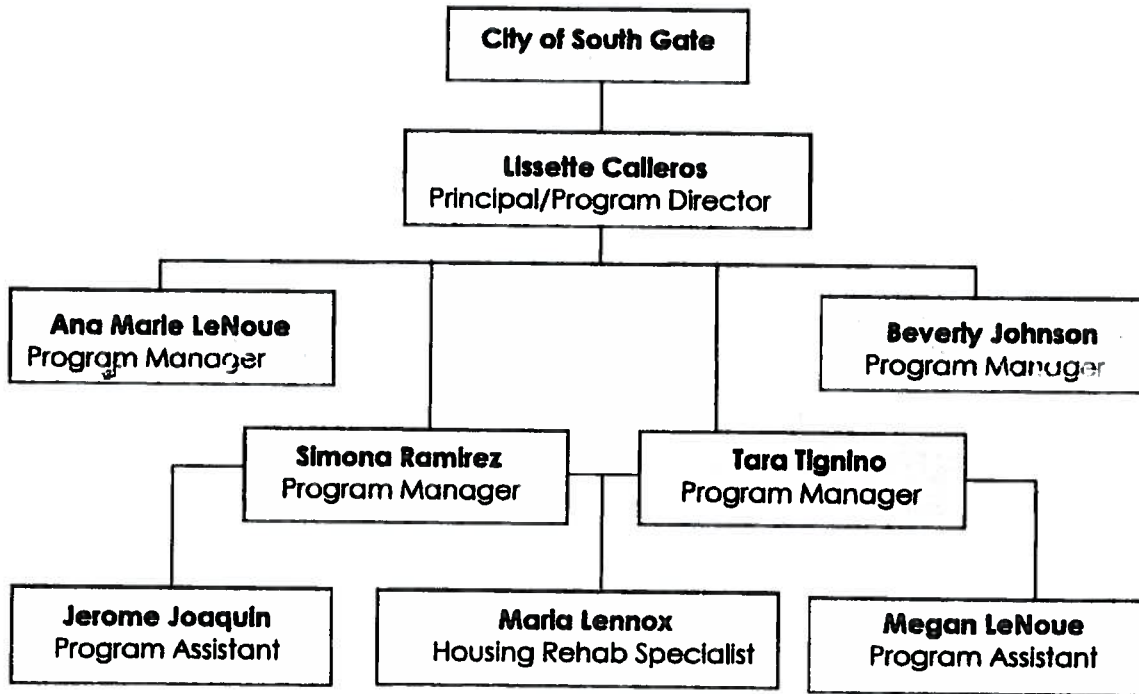 City of South Gate
Lissette Calleros
Principal/Program Director
Ana Marie LeNoue
Program Manager
Beverly Johnson
Program Manager
Simona Ramirez
Program Manager
Tara Tignino
Program Manager
Jerome Joaquin
Program Assistant
Maria Lennox
Housing Rehab Specialist
Megan LeNoue
Program Assistant